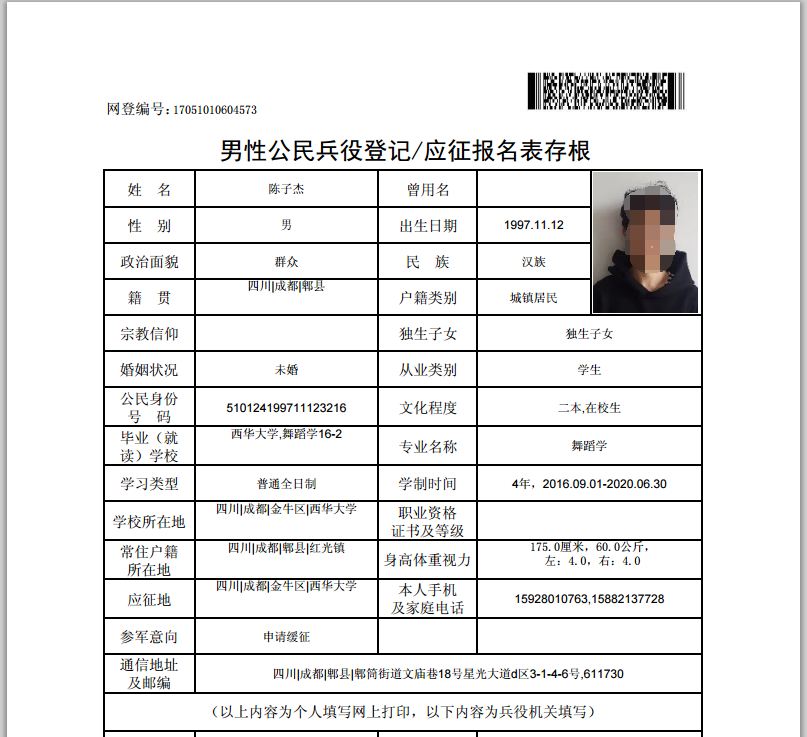 网登编号:17051010604573
男性公民兵役登记/应征报名表存根
姓 名 陈子杰 曾用名
性 别 男 出生日期 1997.11.12
政治面貌 群众 民 族 汉族
籍 贯 四川|成都|郫县 户籍类别 城镇居民
宗教信仰 独生子女 独生子女
婚姻状况 未婚 从业类别 学生
公民身份
号 码 510124199711123216 文化程度 二本,在校生
毕业（就
读）学校 西华大学,舞蹈学16-2 专业名称 舞蹈学
学习类型 普通全日制 学制时间 4年，2016.09.01-2020.06.30
学校所在地 四川|成都|金牛区|西华大学 职业资格
证书及等级
常住户籍
所在地 四川|成都|郫县|红光镇 身高体重视力 175.0厘米，60.0公斤，
左：4.0，右：4.0
应征地 四川|成都|金牛区|西华大学 本人手机
及家庭电话 15928010763,15882137728
参军意向 申请缓征
通信地址
及邮编 四川|成都|郫县|郫筒街道文庙巷18号星光大道d区3-1-4-6号,611730
（以上内容为个人填写网上打印，以下内容为兵役机关填写）